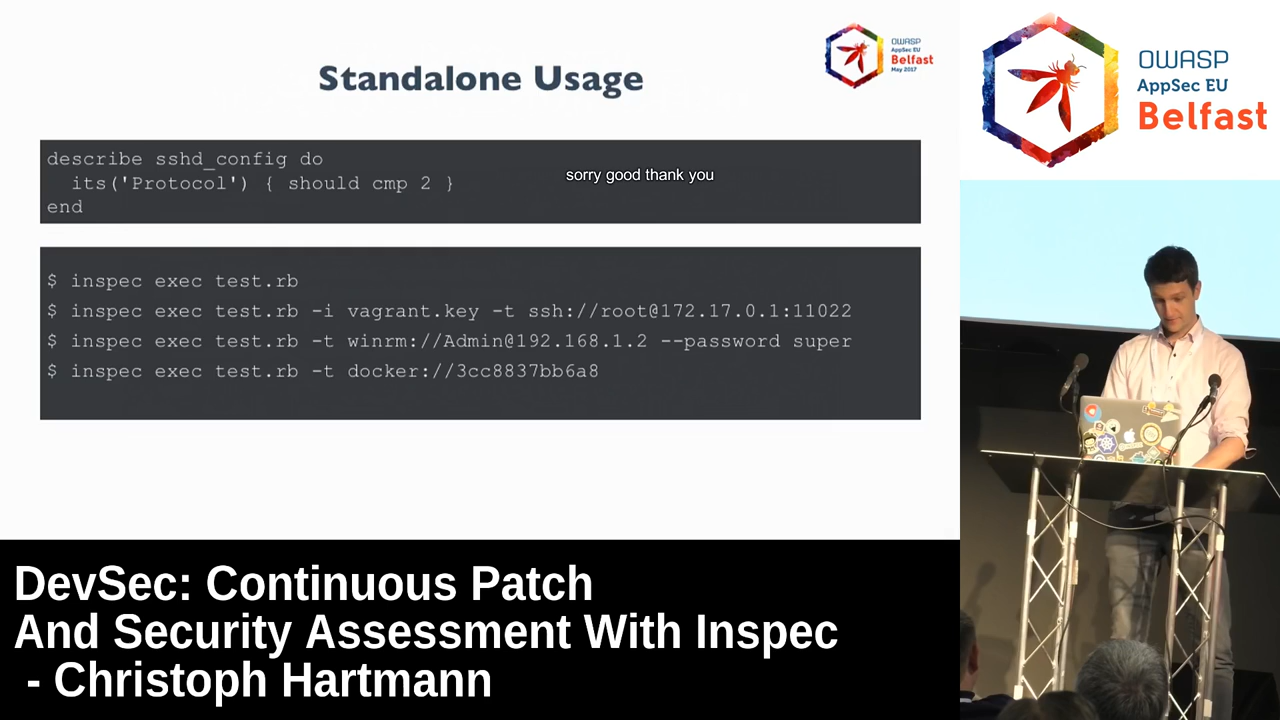 Standalone Usage
OWASP
AppSec EU
Belfast
May 2017
describe sshd_config do
  its('Protocol') { should cmp 2 }
end
sorry good thank you
$ inspec exec test.rb
$ inspec exec test.rb -i vagrant.key -t ssh://root@172.17.0.1:11022
$ inspec exec test.rb -t winrm://Admin@192.168.1.2 --password super
$ inspec exec test.rb -t docker://3cc8837bb6a8
OWASP
AppSec EU
Belfast
DevSec: Continuous Patch
And Security Assessment With Inspec
- Christoph Hartmann